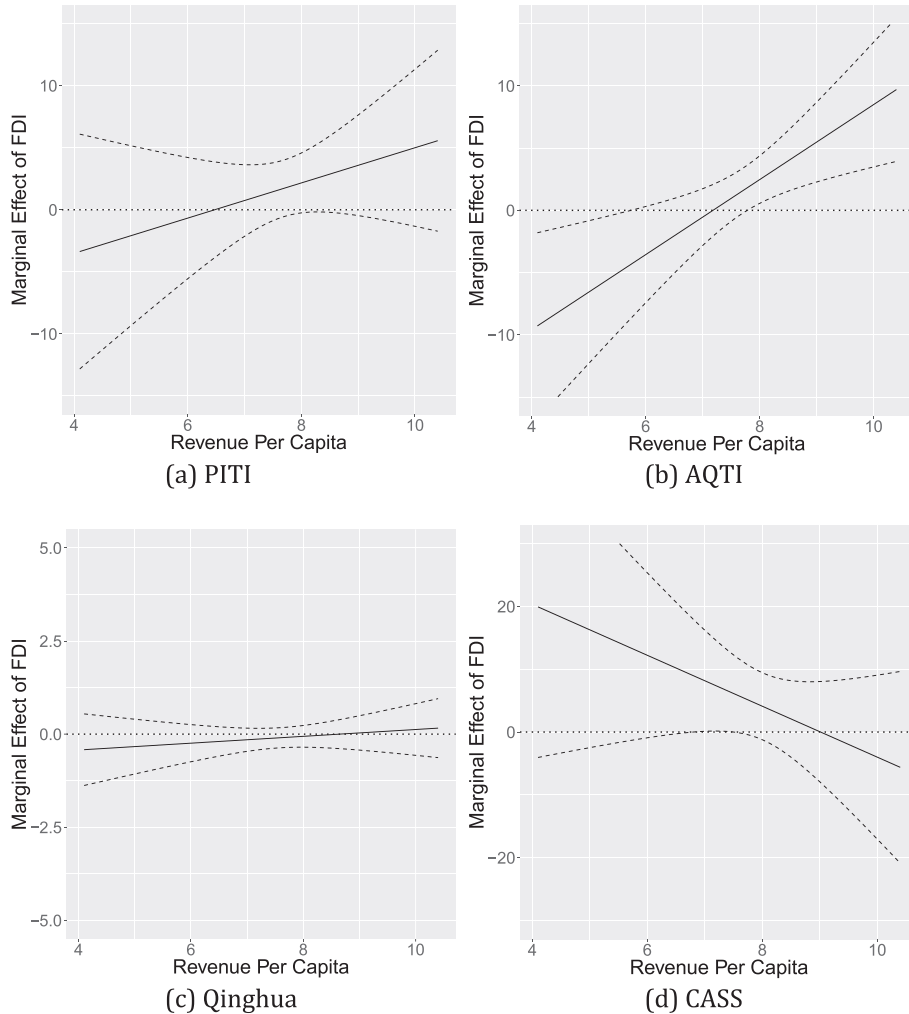 Marginal Effect of FDI
10
0
−10
4 6 8 10
Revenue Per Capita
(a) PITI
Marginal Effect of FDI
10
0
−10
4 6 8 10
Revenue Per Capita
(b) AQTI
Marginal Effect of FDI
5.0
2.5
0.0
−2.5
−5.0
4 6 8 10
Revenue Per Capita
(c) Qinghua
Marginal Effect of FDI
20
0
−20
4 6 8 10
Revenue Per Capita
(d) CASS